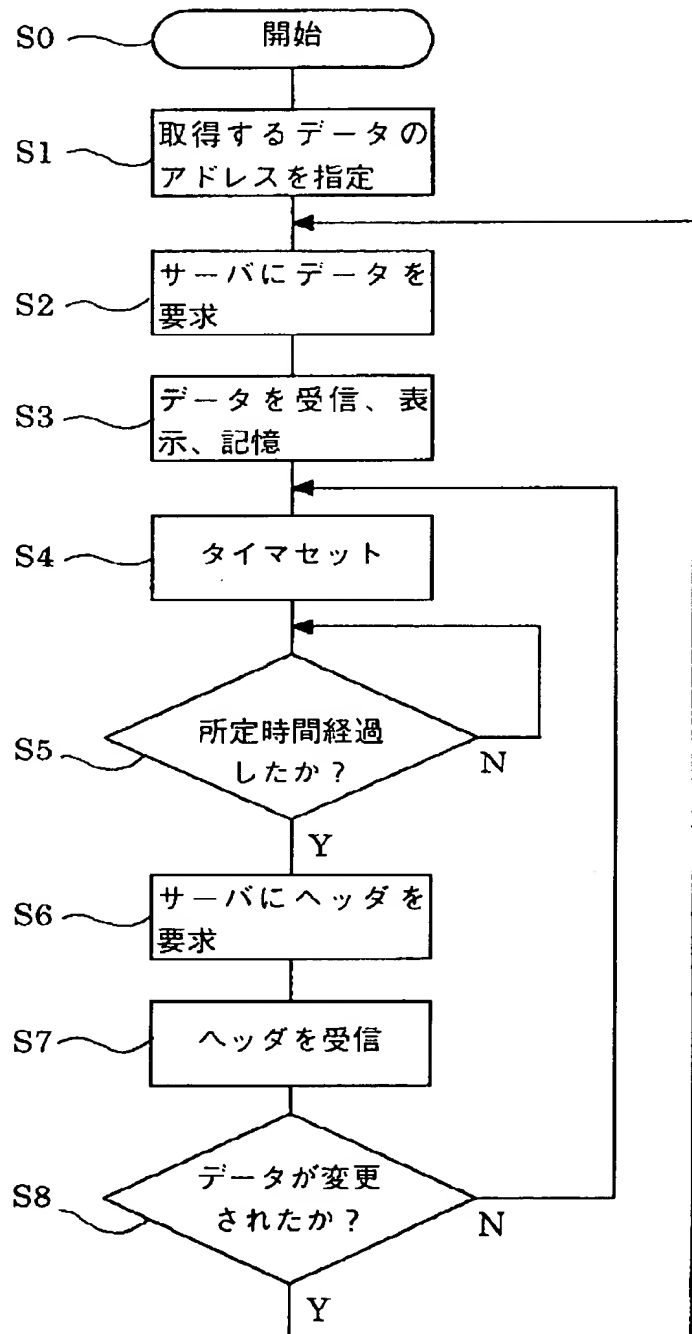 S0
開始
S1
取得するデータの
アドレスを指定
S2
サーバにデータを
要求
S3
データを受信、表
示、記憶
S4
タイマセット
S5
所定時間経過
したか？
N
Y
S6
サーバにヘッダを
要求
S7
ヘッダを受信
S8
データが変更
されたか？
N
Y